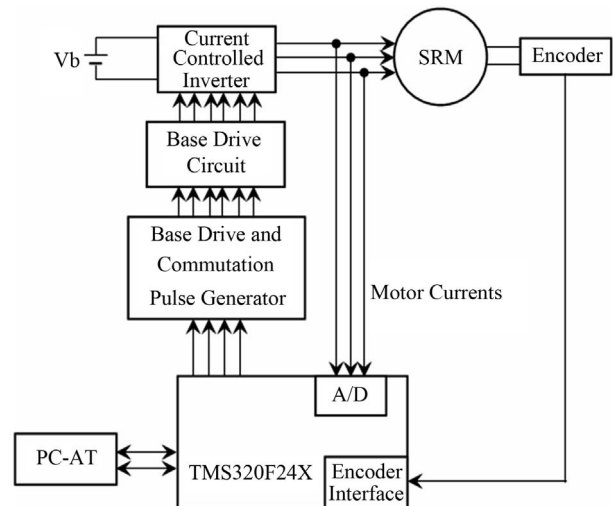 Vb
Current
Controlled
Inverter
SRM
Encoder
Base Drive
Circuit
Base Drive and
Commutation
Pulse Generator
Motor Currents
A/D
PC-AT
TMS320F24X
Encoder
Interface